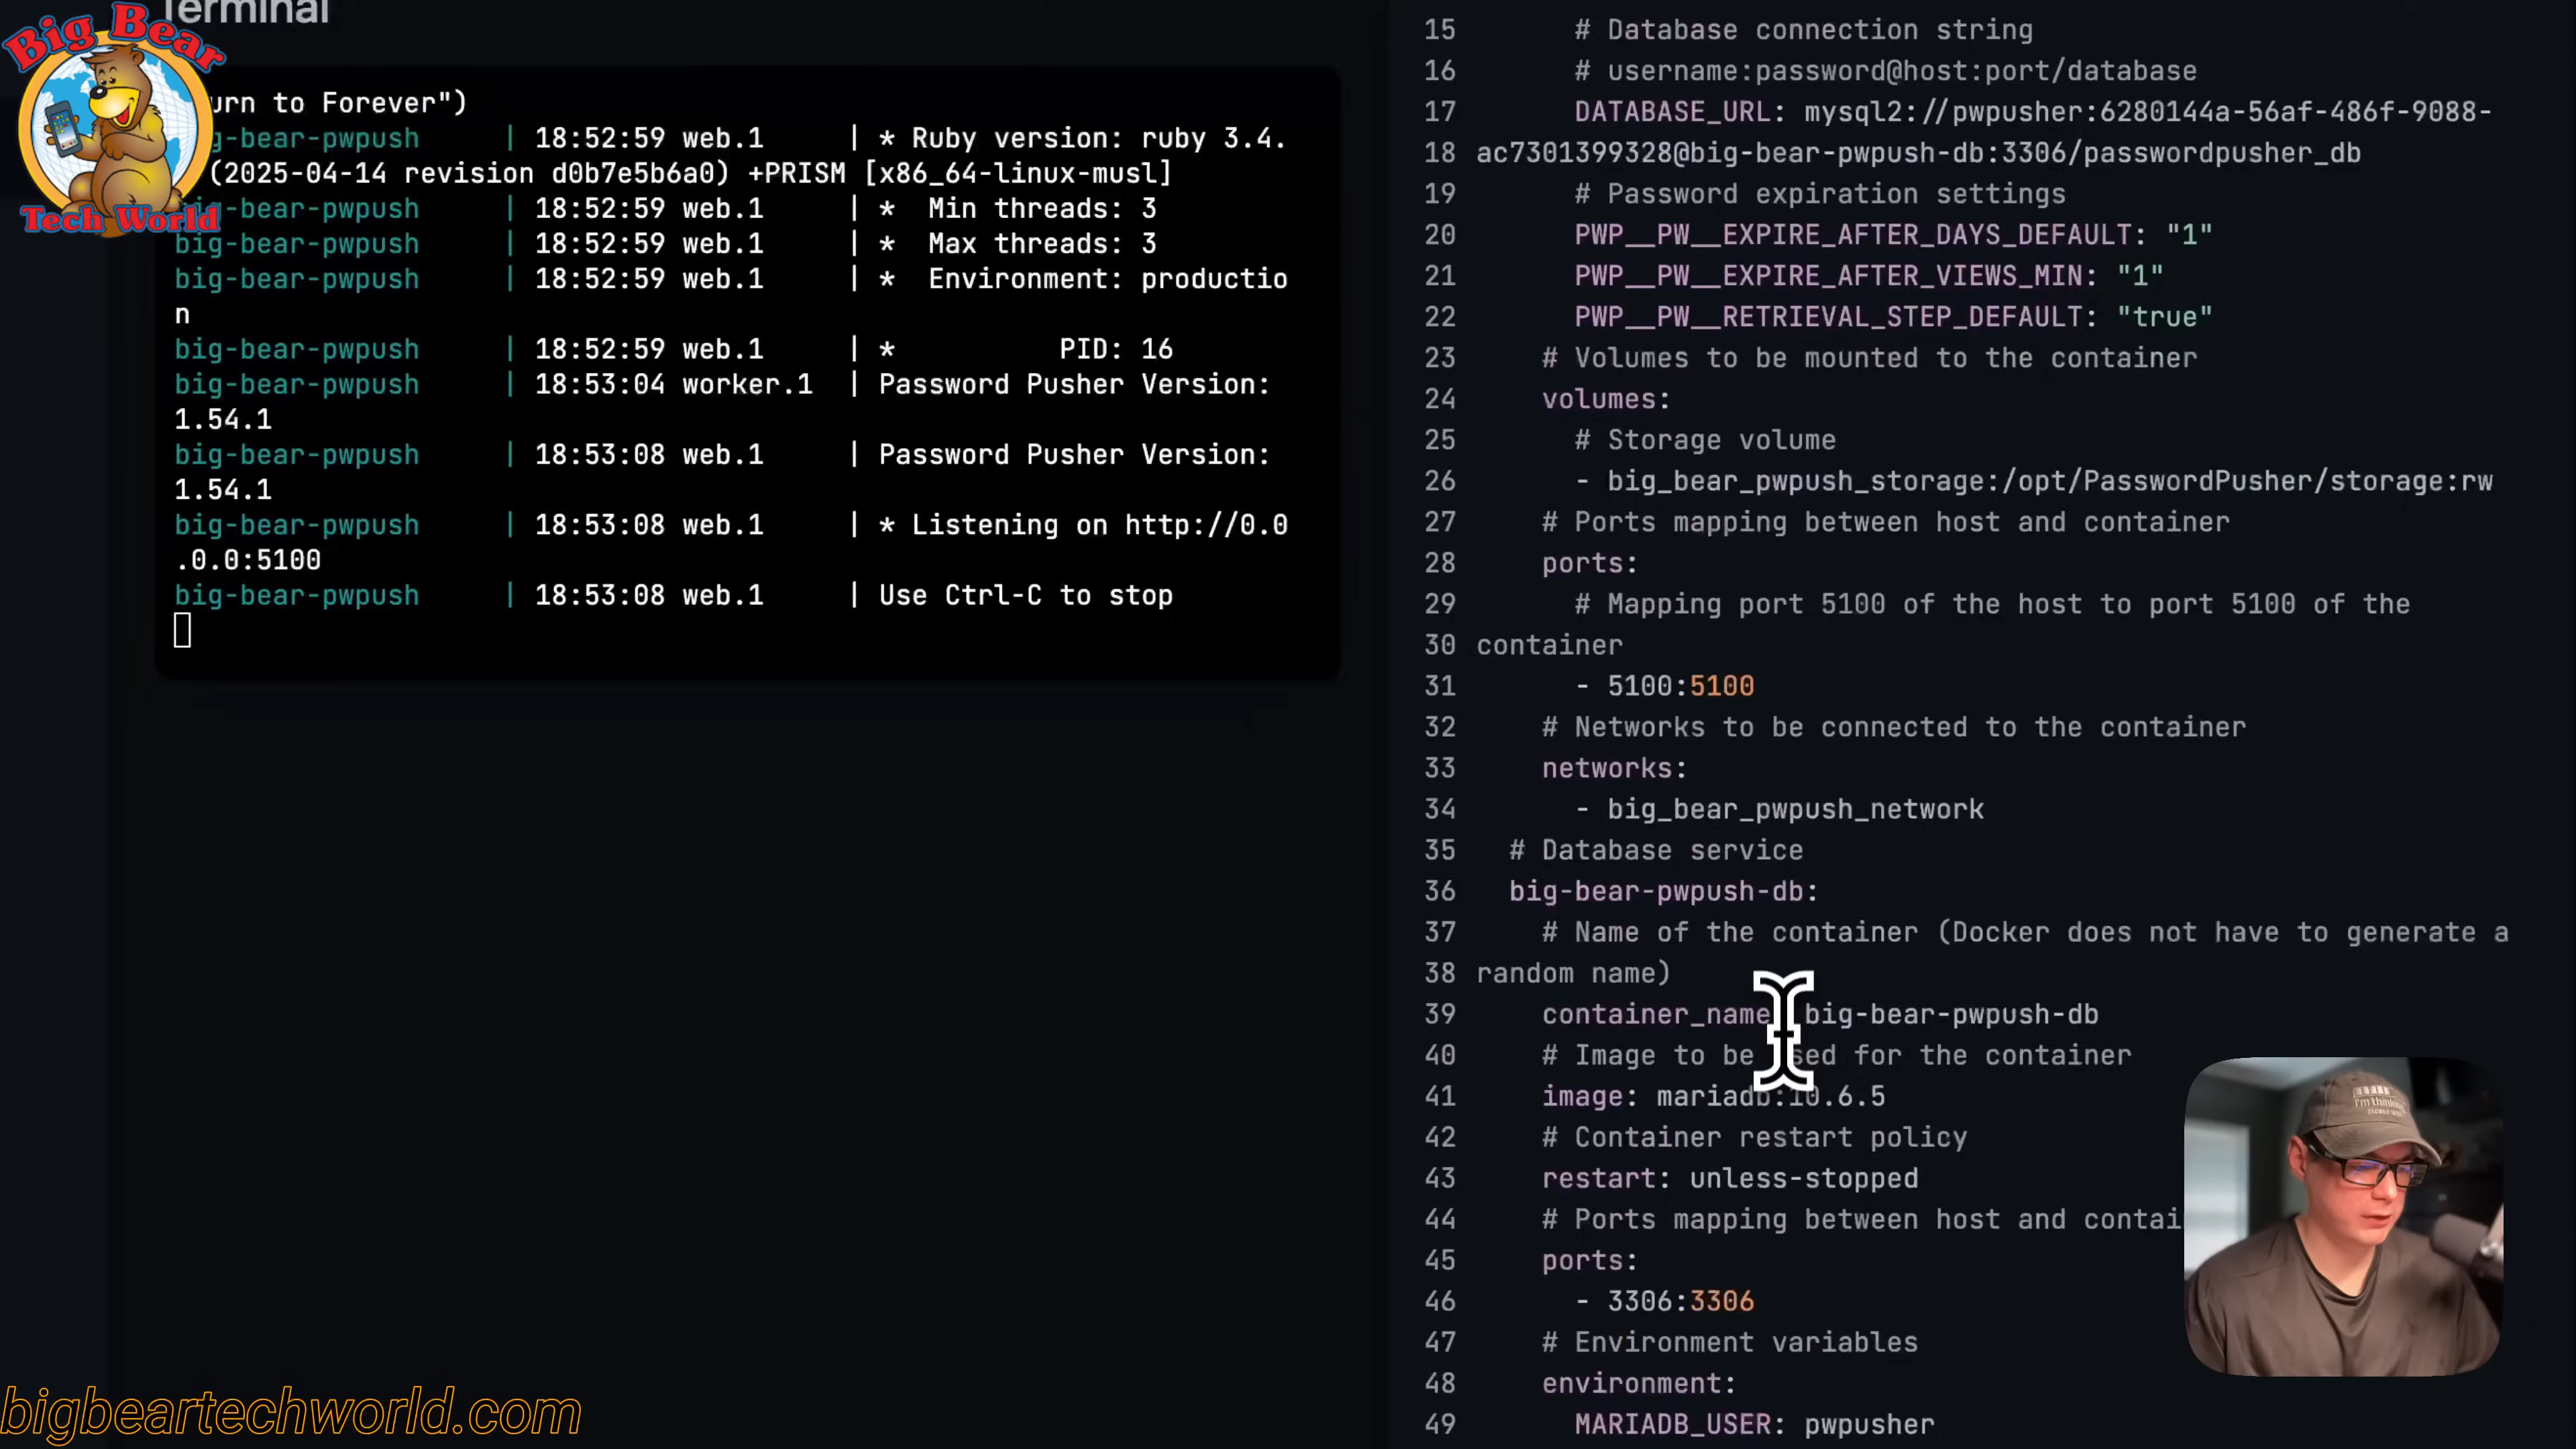 Terminal
Big Bear
Tech World
urn to Forever")
g-bear-pwpush | 18:52:59 web.1 | * Ruby version: ruby 3.4.
(2025-04-14 revision d0b7e5b6a0) +PRISM [x86_64-linux-musl]
g-bear-pwpush | 18:52:59 web.1 | * Min threads: 3
big-bear-pwpush | 18:52:59 web.1 | * Max threads: 3
big-bear-pwpush | 18:52:59 web.1 | * Environment: productio
n
big-bear-pwpush | 18:52:59 web.1 | * PID: 16
big-bear-pwpush | 18:53:04 worker.1 | Password Pusher Version:
1.54.1
big-bear-pwpush | 18:53:08 web.1 | Password Pusher Version:
1.54.1
big-bear-pwpush | 18:53:08 web.1 | * Listening on http://0.0
.0.0:5100
big-bear-pwpush | 18:53:08 web.1 | Use Ctrl-C to stop
15 # Database connection string
16 # username:password@host:port/database
17 DATABASE_URL: mysql2://pwpusher:6280144a-56af-486f-9088-
18 ac7301399328@big-bear-pwpush-db:3306/passwordpusher_db
19 # Password expiration settings
20 PWP__PW__EXPIRE_AFTER_DAYS_DEFAULT: "1"
21 PWP__PW__EXPIRE_AFTER_VIEWS_MIN: "1"
22 PWP__PW__RETRIEVAL_STEP_DEFAULT: "true"
23 # Volumes to be mounted to the container
24 volumes:
25 # Storage volume
26 - big_bear_pwpush_storage:/opt/PasswordPusher/storage:rw
27 # Ports mapping between host and container
28 ports:
29 # Mapping port 5100 of the host to port 5100 of the
30 container
31 - 5100:5100
32 # Networks to be connected to the container
33 networks:
34 - big_bear_pwpush_network
35 # Database service
36 big-bear-pwpush-db:
37 # Name of the container (Docker does not have to generate a
38 random name)
39 container_name: big-bear-pwpush-db
40 # Image to be used for the container
41 image: mariadb:10.6.5
42 # Container restart policy
43 restart: unless-stopped
44 # Ports mapping between host and contai
45 ports:
46 - 3306:3306
47 # Environment variables
48 environment:
49 MARIADB_USER: pwpusher
bigbeartechworld.com